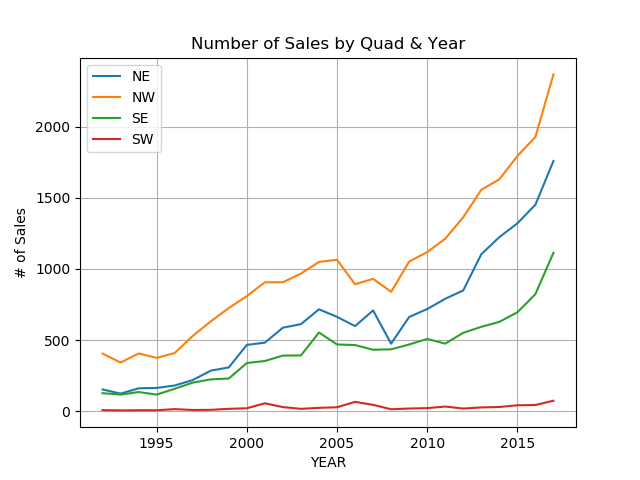 Number of Sales by Quad & Year
NE
NW
SE
SW
# of Sales
2000
1500
1000
500
0
1995
2000
2005
2010
2015
YEAR